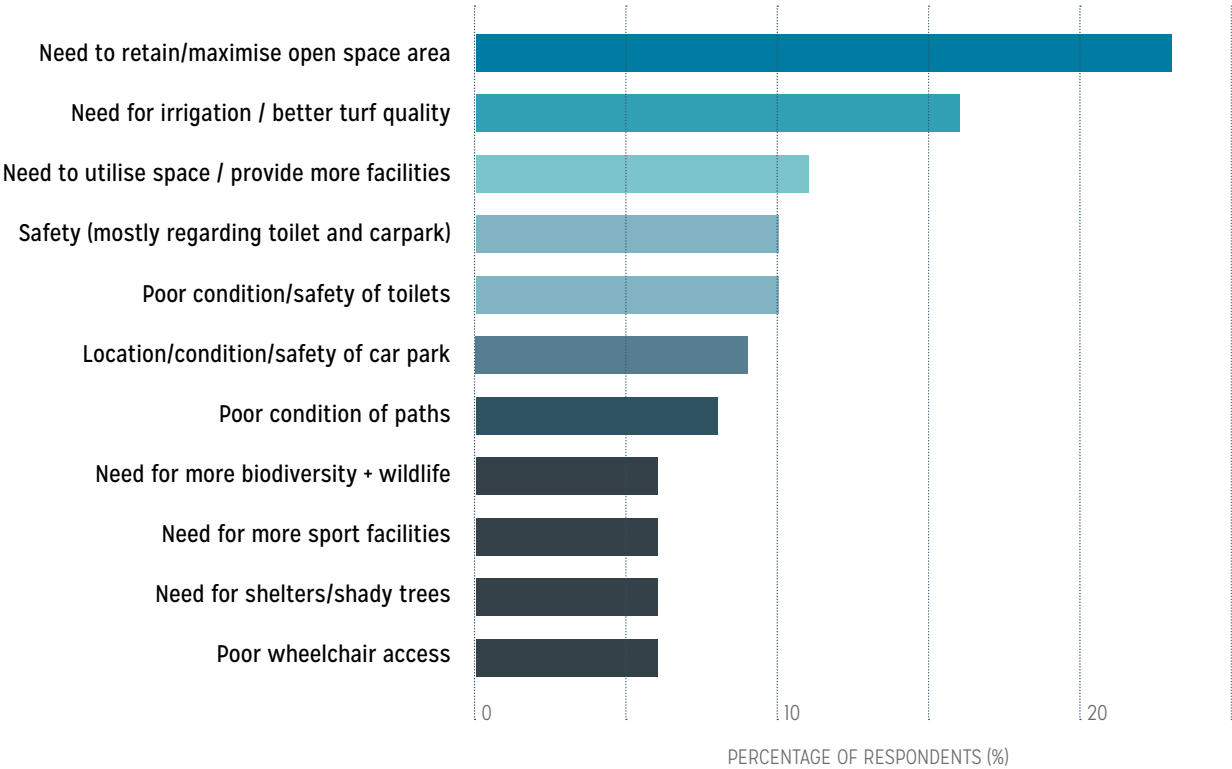 Need to retain/maximise open space area
Need for irrigation / better turf quality
Need to utilise space / provide more facilities
Safety (mostly regarding toilet and carpark)
Poor condition/safety of toilets
Location/condition/safety of car park
Poor condition of paths
Need for more biodiversity + wildlife
Need for more sport facilities
Need for shelters/shady trees
Poor wheelchair access
0 10 20
PERCENTAGE OF RESPONDENTS (%)